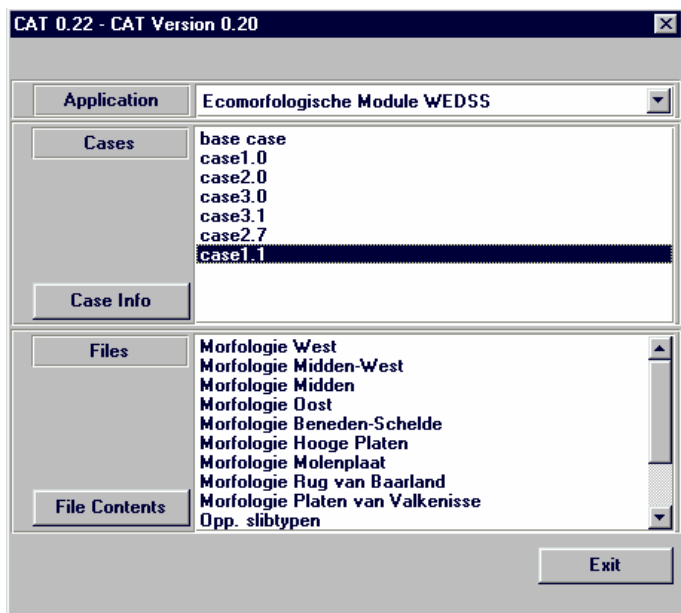 CAT 0.22 - CAT Version 0.20
Application
Ecomorfologische Module WEDSS
Cases
base case
case1.0
case2.0
case3.0
case3.1
case2.7
case1.1
Case Info
Files
Morfologie West
Morfologie Midden-West
Morfologie Midden
Morfologie Oost
Morfologie Beneden-Schelde
Morfologie Hooge Platen
Morfologie Molenplaat
Morfologie Rug van Baarland
Morfologie Platen van Valkenisse
Opp. slibtypen
File Contents
Exit